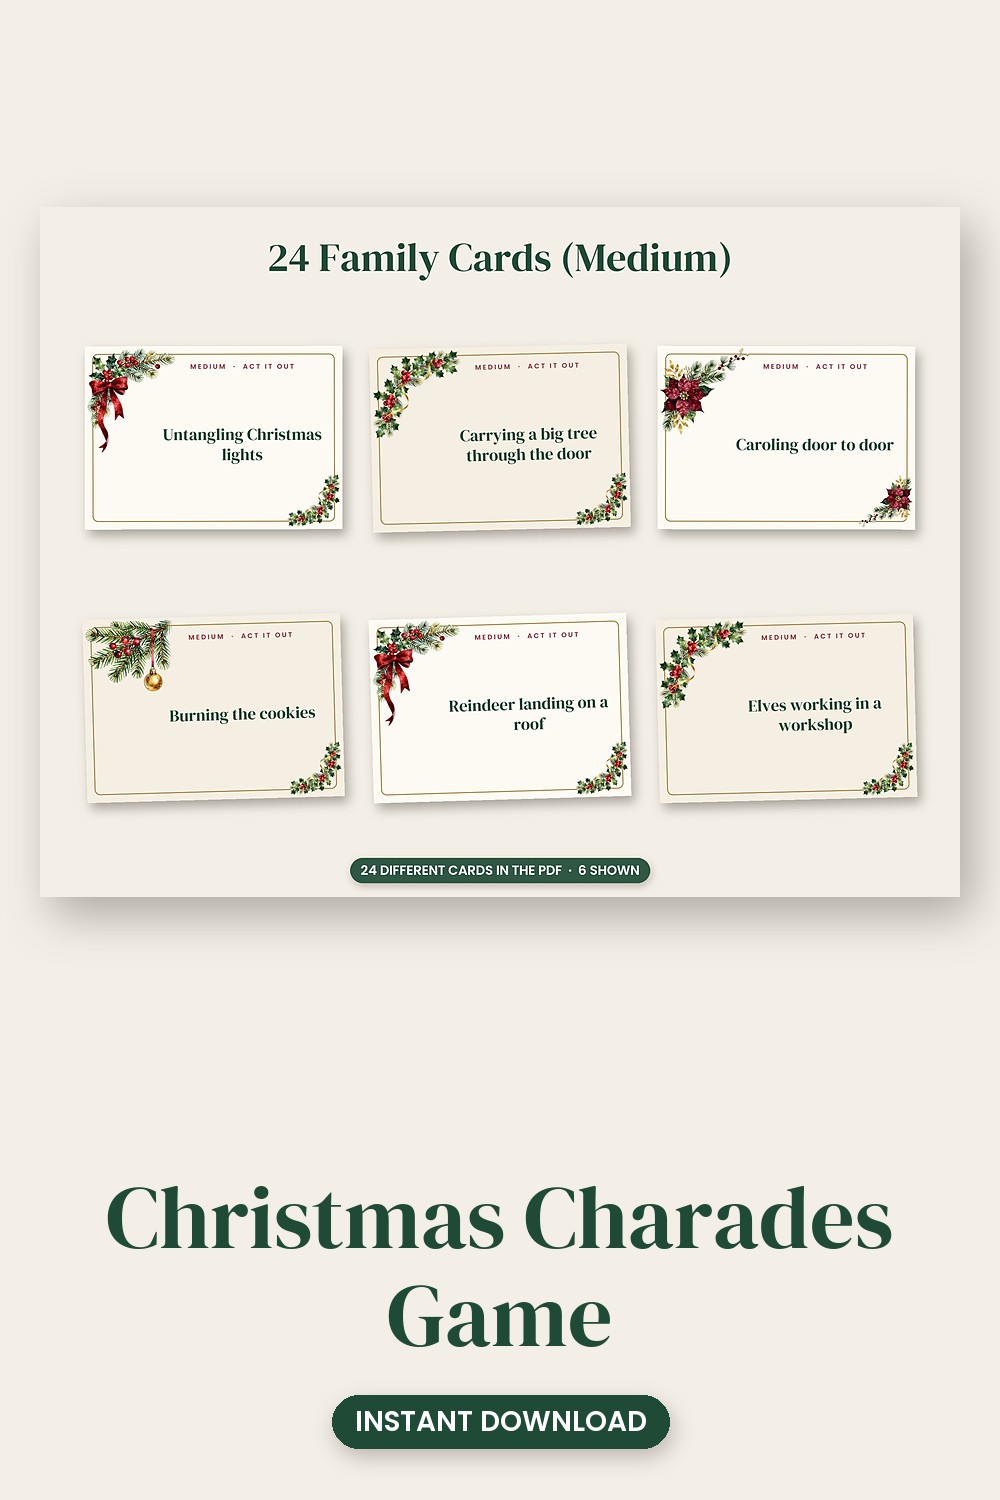 24 Family Cards (Medium)
MEDIUM · ACT IT OUT
Untangling Christmas
lights
MEDIUM · ACT IT OUT
Carrying a big tree
through the door
MEDIUM · ACT IT OUT
Caroling door to door
MEDIUM · ACT IT OUT
Burning the cookies
MEDIUM · ACT IT OUT
Reindeer landing on a
roof
MEDIUM · ACT IT OUT
Elves working in a
workshop
24 DIFFERENT CARDS IN THE PDF · 6 SHOWN
Christmas Charades
Game
INSTANT DOWNLOAD